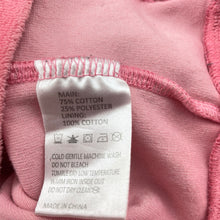 MAIN:
75% COTTON
25% POLYESTER
LINING:
100% COTTON
COLD GENTLE MACHINE WASH
DO NOT BLEACH
TUMBLE DRY LOW TEMPERATURE
WARM IRON INSIDE OUT
DO NOT DRY CLEAN
MADE IN CHINA